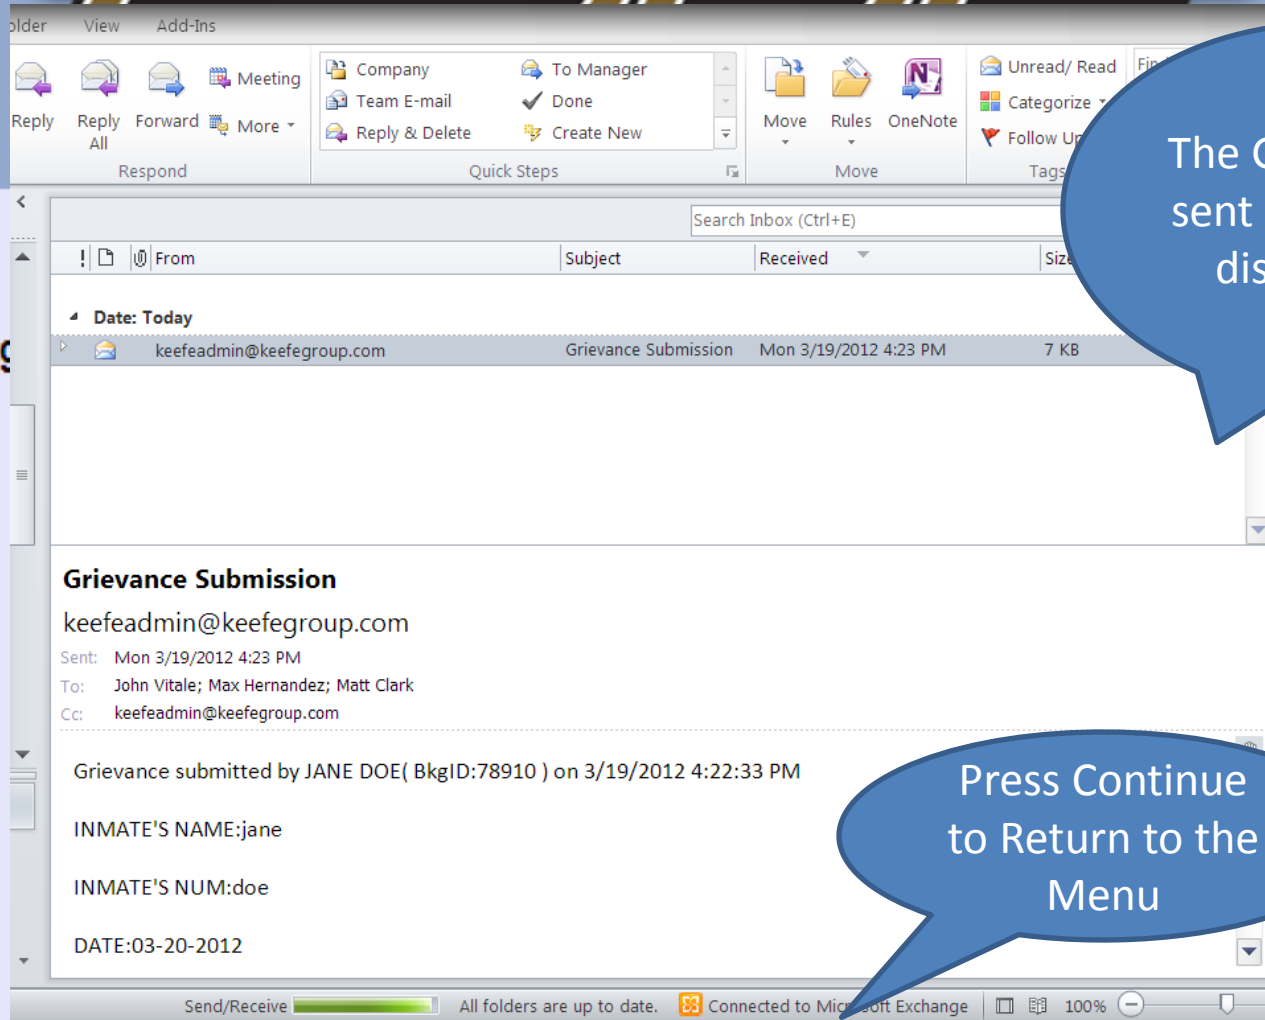 View Add-Ins
Reply
Reply All
Forward
Meeting
More
Respond
Company
Team E-mail
Reply & Delete
To Manager
Done
Create New
Quick Steps
Move
Rules
OneNote
Move
Unread/ Read
Categorize
Follow
Tags
The
sent
Search Inbox (Ctrl+E)
! From Subject Received Size
Date: Today
keefeadmin@keefegroup.com Grievance Submission Mon 3/19/2012 4:23 PM 7 KB
Grievance Submission
keefeadmin@keefegroup.com
Sent: Mon 3/19/2012 4:23 PM
To: John Vitale; Max Hernandez; Matt Clark
Cc: keefeadmin@keefegroup.com
Grievance submitted by JANE DOE( BkgID:78910 ) on 3/19/2012 4:22:33 PM
INMATE'S NAME:jane
INMATE'S NUM:doe
DATE:03-20-2012
Press Continue
to Return to the
Menu
Send/Receive All folders are up to date. Connected to Microsoft Exchange 100%